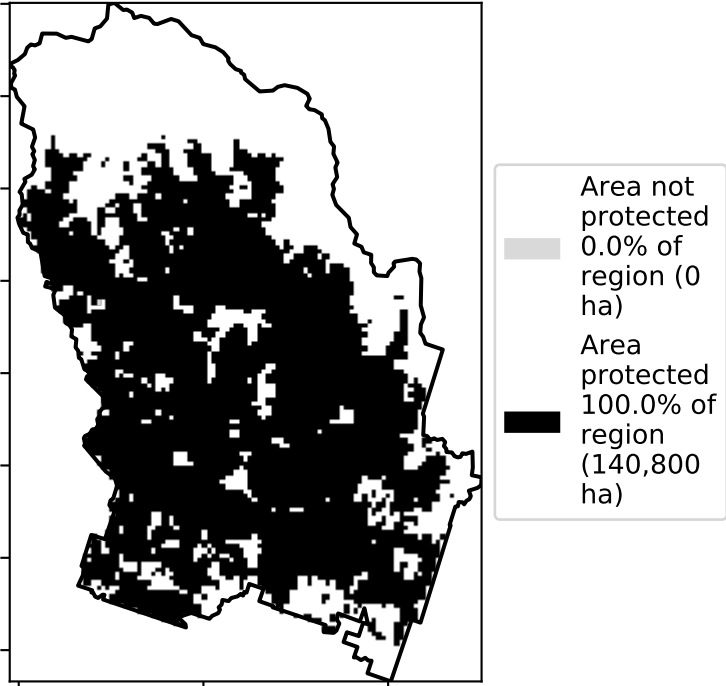 Area not
protected
0.0% of
region (0
ha)
Area
protected
100.0% of
region
(140,800
ha)